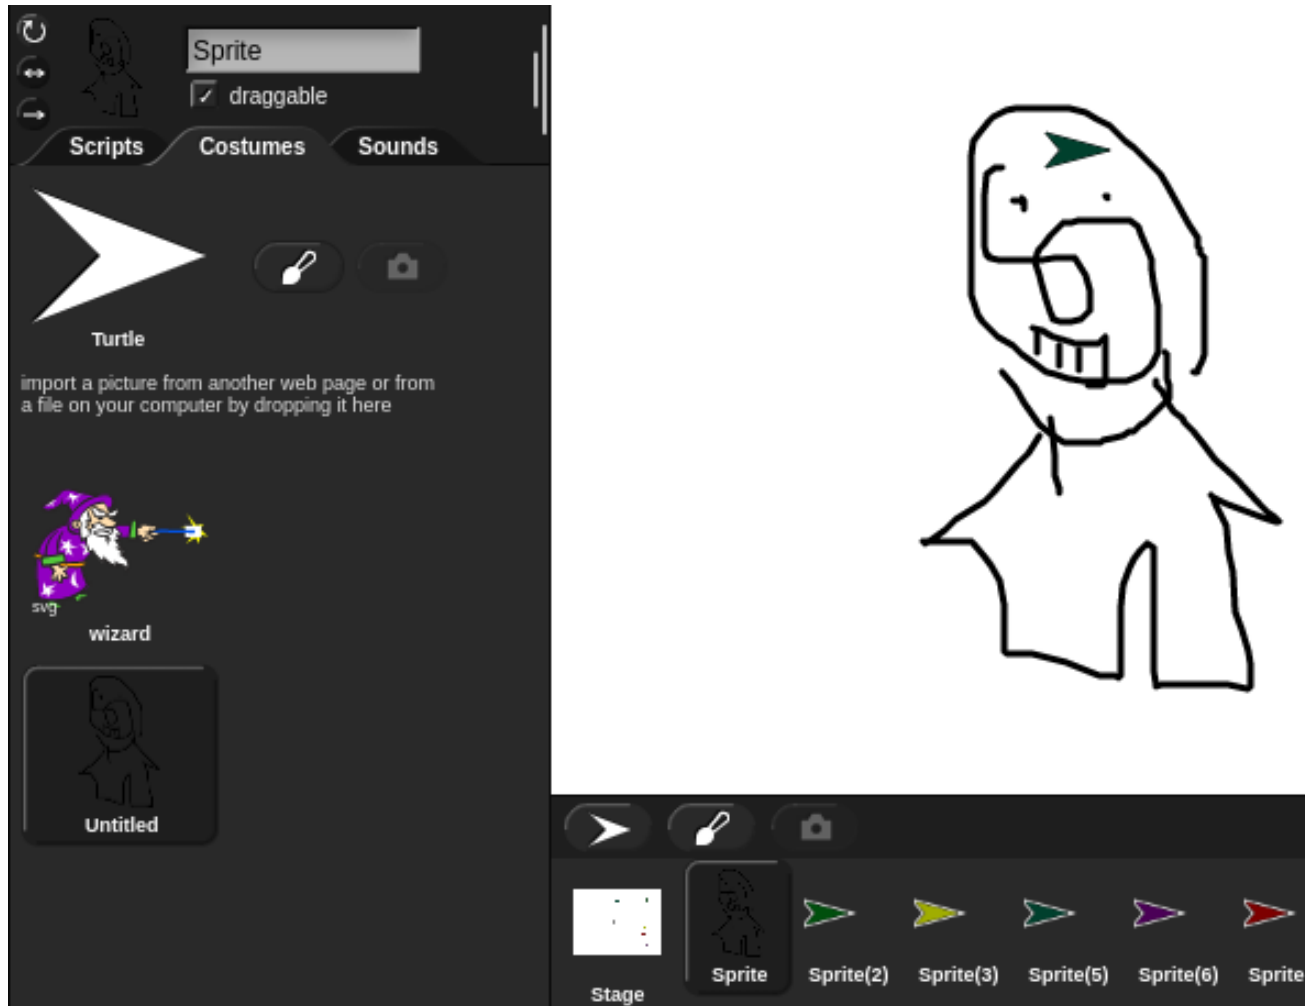 Sprite
draggable
Scripts
Costumes
Sounds
Turtle
import a picture from another web page or from
a file on your computer by dropping it here
svg
wizard
Untitled
Stage
Sprite
Sprite(2)
Sprite(3)
Sprite(5)
Sprite(6)
Sprite